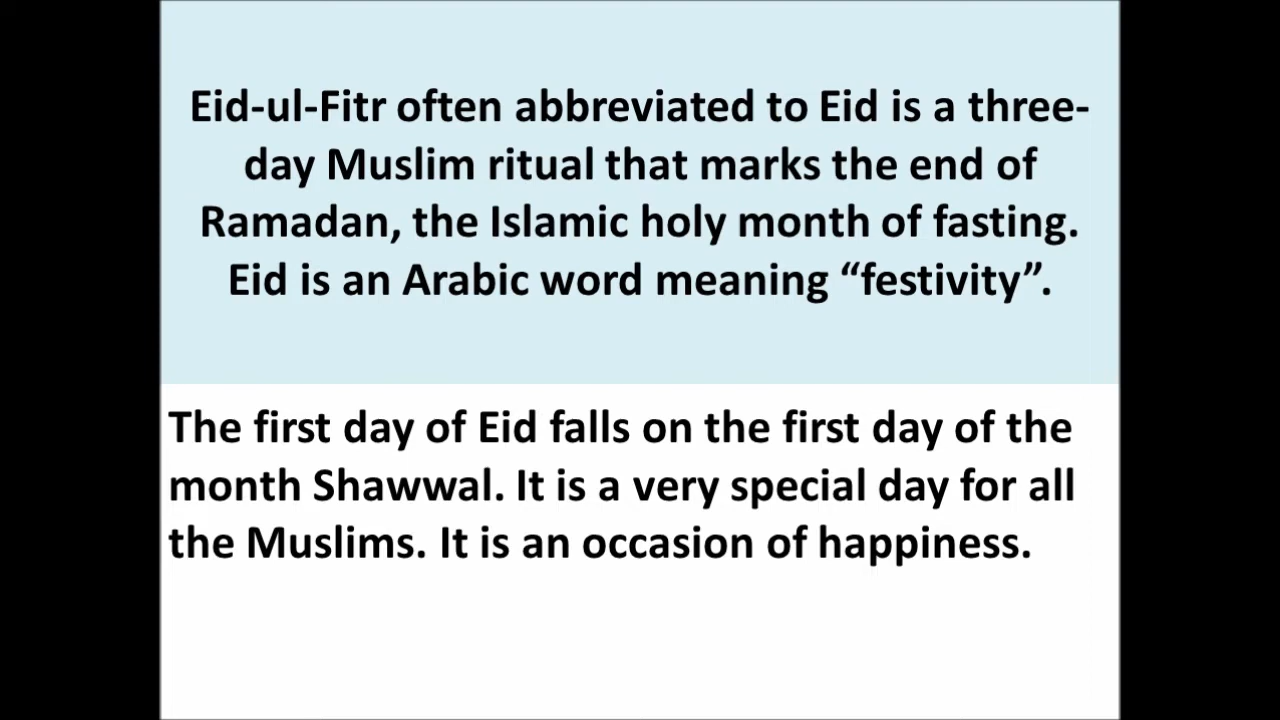 Eid-ul-Fitr often abbreviated to Eid is a three-
day Muslim ritual that marks the end of
Ramadan, the Islamic holy month of fasting.
Eid is an Arabic word meaning “festivity”.
The first day of Eid falls on the first day of the
month Shawwal. It is a very special day for all
the Muslims. It is an occasion of happiness.